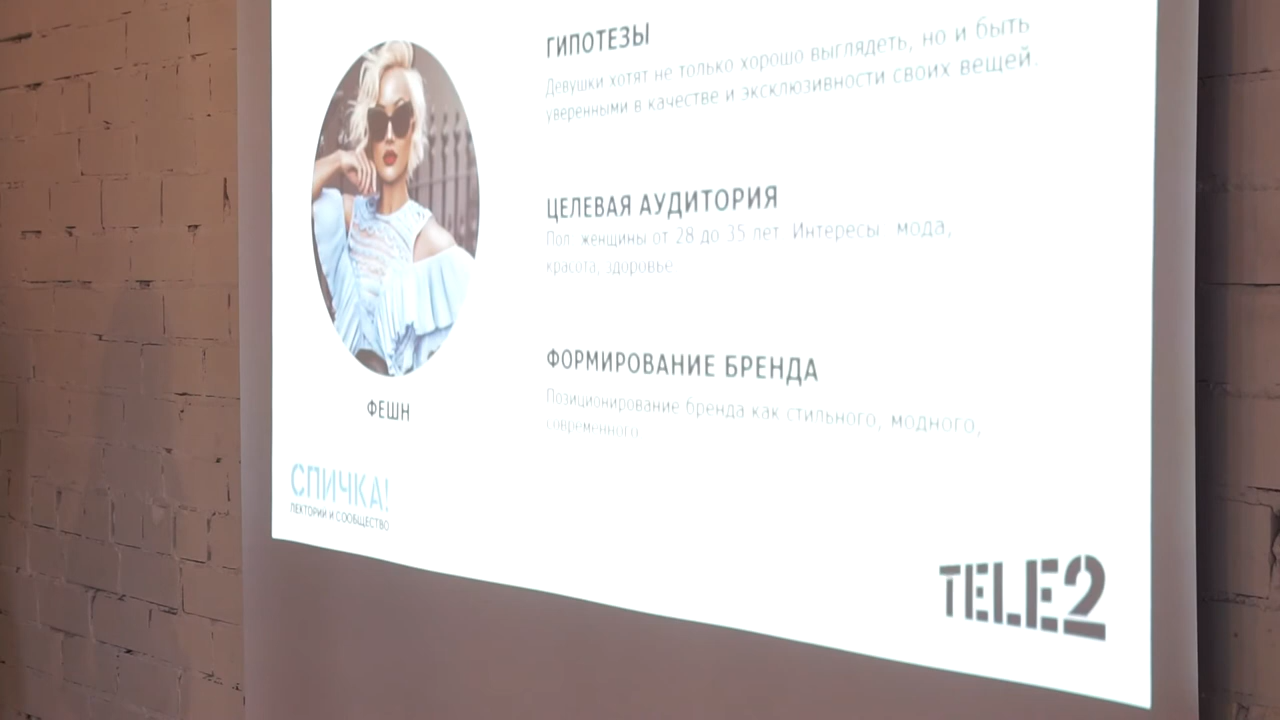 ГИПОТЕЗЫ
Девушки хотят не только хорошо выглядеть, но и быть
уверенными в качестве и эксклюзивности своих вещей.
ЦЕЛЕВАЯ АУДИТОРИЯ
Пол: женщины от 28 до 35 лет. Интересы: мода,
красота, здоровье
ФОРМИРОВАНИЕ БРЕНДА
Позиционирование бренда как стильного, модного,
современного
ФЕШН
СПИЧКА!
ЛЕКТОРИЙ И СООБЩЕСТВО
TELE2